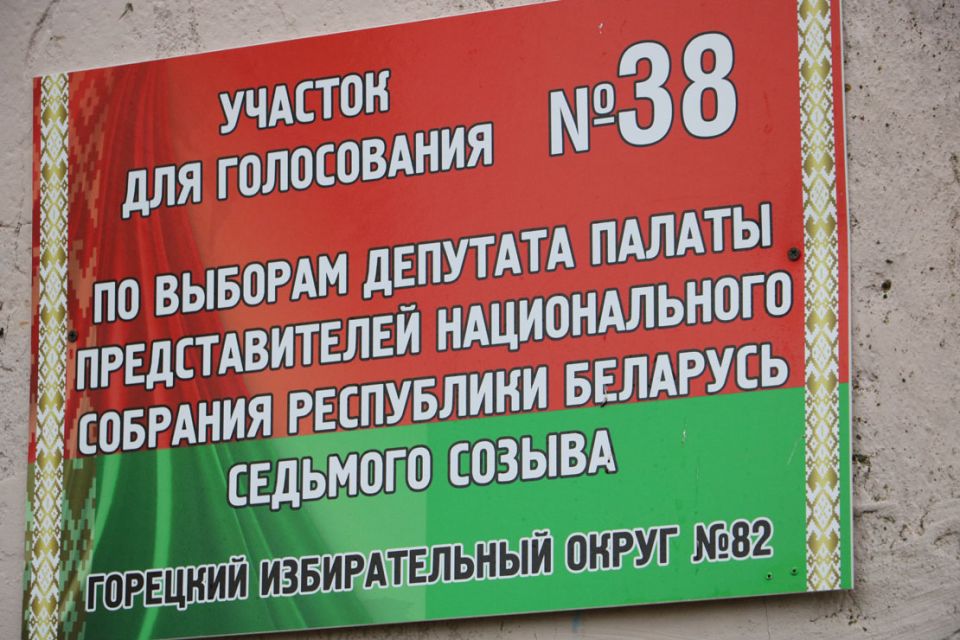 УЧАСТОК
ДЛЯ ГОЛОСОВАНИЯ №38
ПО ВЫБОРАМ ДЕПУТАТА ПАЛАТЫ
ПРЕДСТАВИТЕЛЕЙ НАЦИОНАЛЬНОГО
СОБРАНИЯ РЕСПУБЛИКИ БЕЛАРУСЬ
СЕДЬМОГО СОЗЫВА
ГОРЕЦКИЙ ИЗБИРАТЕЛЬНЫЙ ОКРУГ №82